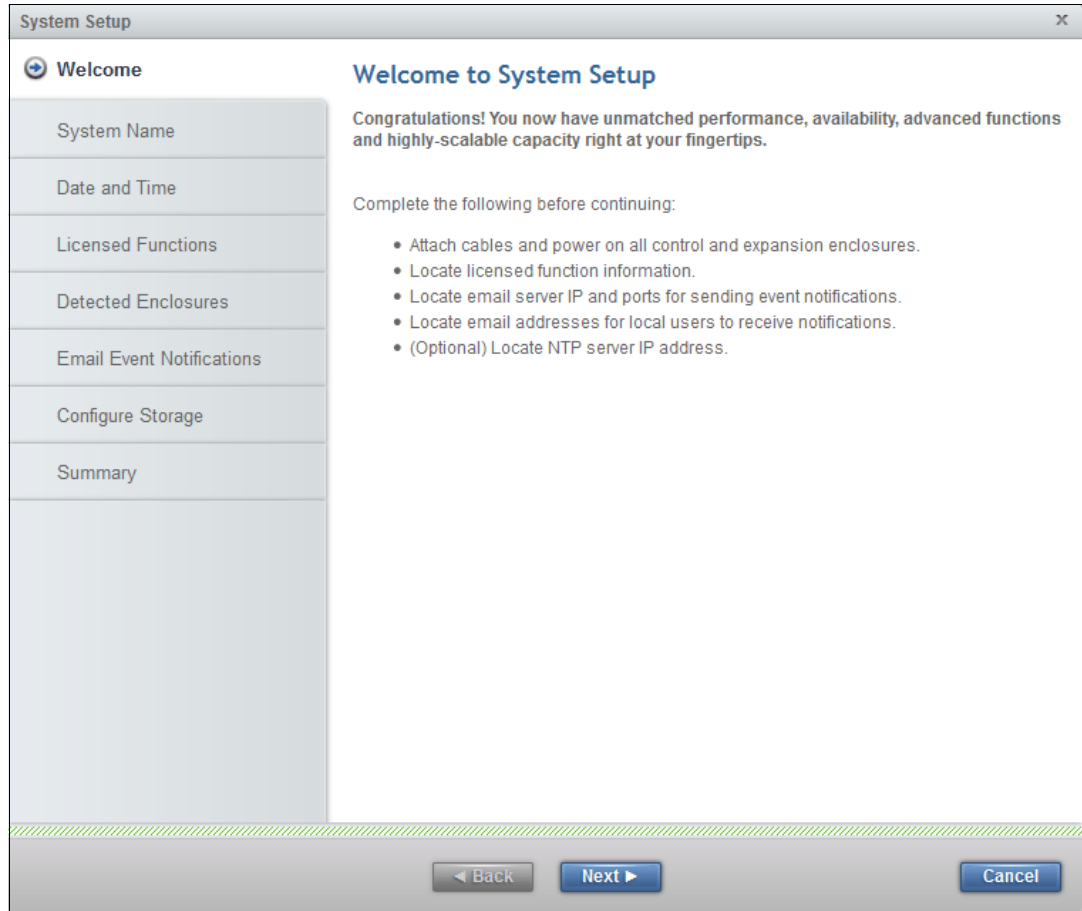 System Setup
x
Welcome
System Name
Date and Time
Licensed Functions
Detected Enclosures
Email Event Notifications
Configure Storage
Summary
Welcome to System Setup
Congratulations! You now have unmatched performance, availability, advanced functions
and highly-scalable capacity right at your fingertips.
Complete the following before continuing:
• Attach cables and power on all control and expansion enclosures.
• Locate licensed function information.
• Locate email server IP and ports for sending event notifications.
• Locate email addresses for local users to receive notifications.
• (Optional) Locate NTP server IP address.
◄ Back
Next ►
Cancel